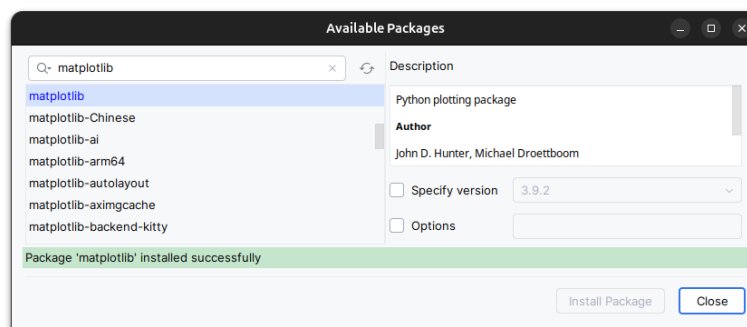 Available Packages
matplotlib
Description
matplotlib
matplotlib-Chinese
matplotlib-ai
matplotlib-arm64
matplotlib-autolayout
matplotlib-aximgcache
matplotlib-backend-kitty
Python plotting package
Author
John D. Hunter, Michael Droettboom
Specify version
3.9.2
Options
Package 'matplotlib' installed successfully
Install Package
Close